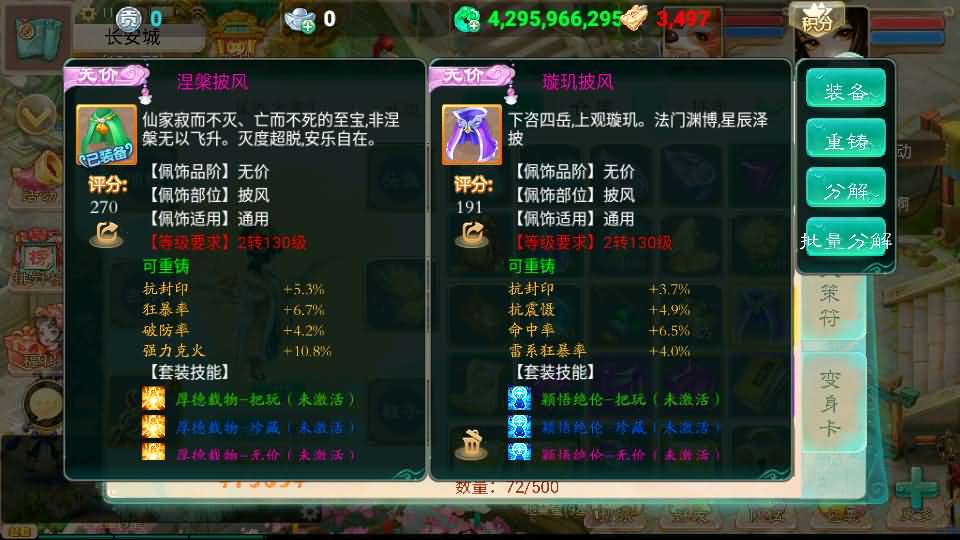 0
0
4,295,966,295
3,497
积分
长安城
无价
涅槃披风
仙家寂而不灭、亡而不死的至宝,非涅
槃无以飞升。灭度超脱,安乐自在。
已装备
评分:
270
【佩饰品阶】无价
【佩饰部位】披风
【佩饰适用】通用
【等级要求】2转130级
可重铸
抗封印 +5.3%
狂暴率 +6.7%
破防率 +4.2%
强力克火 +10.8%
【套装技能】
厚德载物-把玩（未激活）
厚德载物-珍藏（未激活）
厚德载物-无价（未激活）
无价
璇玑披风
下咨四岳,上观璇玑。法门渊博,星辰泽
披
评分:
191
【佩饰品阶】无价
【佩饰部位】披风
【佩饰适用】通用
【等级要求】2转130级
可重铸
抗封印 +3.7%
抗震慑 +4.9%
命中率 +6.5%
雷系狂暴率 +4.0%
【套装技能】
颖悟绝伦-把玩（未激活）
颖悟绝伦-珍藏（未激活）
颖悟绝伦-无价（未激活）
装备
重铸
分解
批量分解
策
符
变
身
卡
数量：72/500